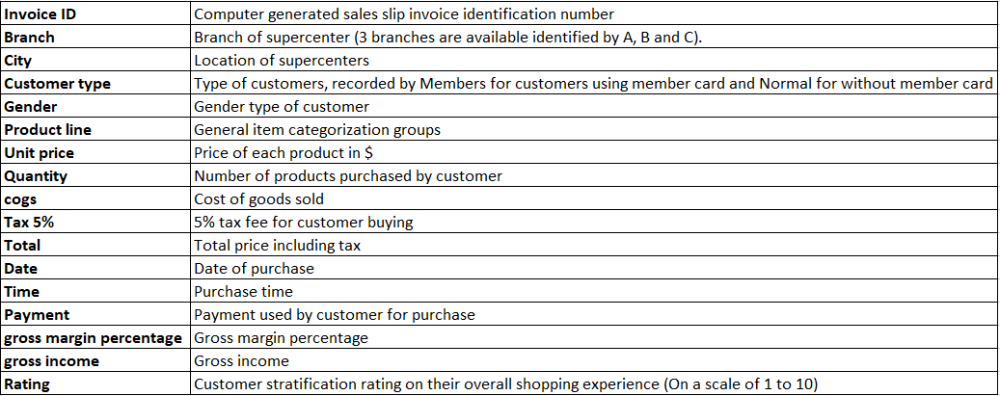 Invoice ID Computer generated sales slip invoice identification number
Branch Branch of supercenter (3 branches are available identified by A, B and C).
City Location of supercenters
Customer type Type of customers, recorded by Members for customers using member card and Normal for without member card
Gender Gender type of customer
Product line General item categorization groups
Unit price Price of each product in $
Quantity Number of products purchased by customer
cogs Cost of goods sold
Tax 5% 5% tax fee for customer buying
Total Total price including tax
Date Date of purchase
Time Purchase time
Payment Payment used by customer for purchase
gross margin percentage Gross margin percentage
gross income Gross income
Rating Customer stratification rating on their overall shopping experience (On a scale of 1 to 10)